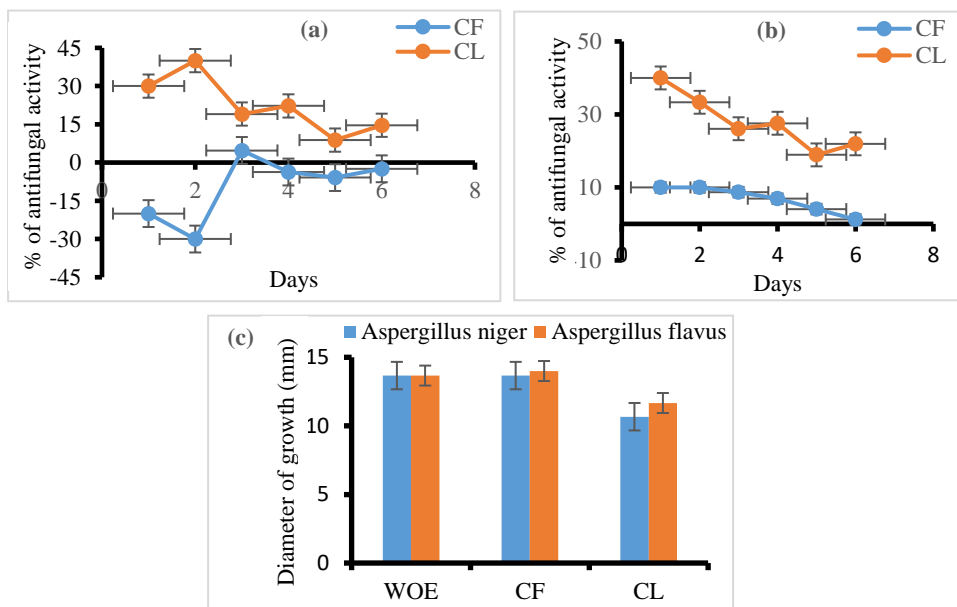 (a)
CF
CL
% of antifungal activity
45
30
15
0
-15
-30
-45
0 2 4 6 8
Days
(b)
CF
CL
% of antifungal activity
50
30
10
-10
0 2 4 6 8
Days
(c)
Aspergillus niger Aspergillus flavus
Diameter of growth (mm)
15
10
5
0
WOE CF CL